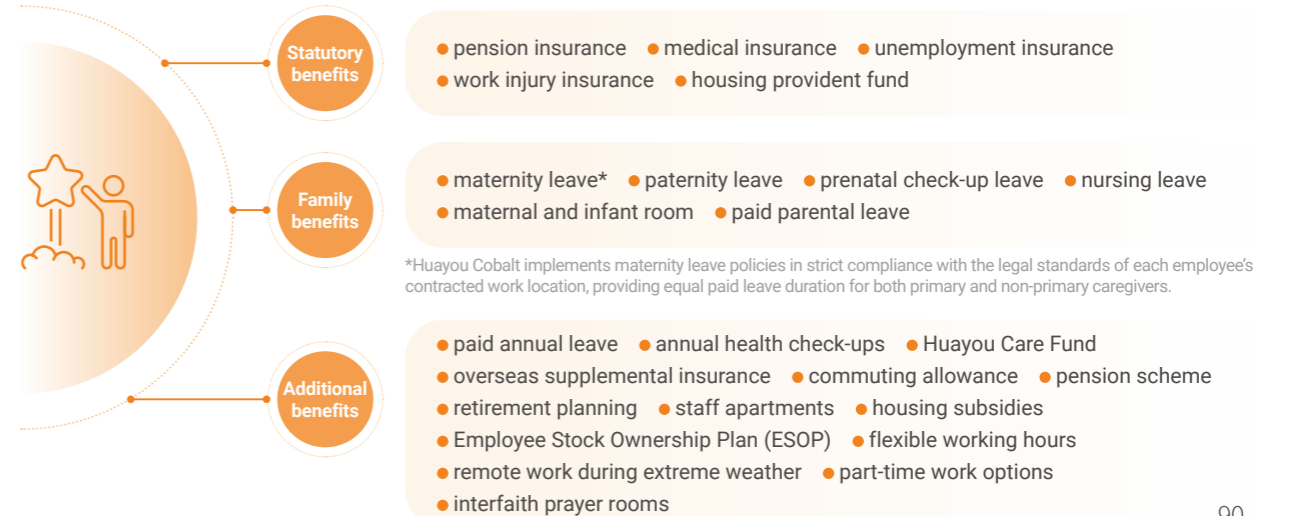 Statutory
benefits
● pension insurance ● medical insurance ● unemployment insurance
● work injury insurance ● housing provident fund
Family
benefits
● maternity leave* ● paternity leave ● prenatal check-up leave ● nursing leave
● maternal and infant room ● paid parental leave
*Huayou Cobalt implements maternity leave policies in strict compliance with the legal standards of each employee’s
contracted work location, providing equal paid leave duration for both primary and non-primary caregivers.
Additional
benefits
● paid annual leave ● annual health check-ups ● Huayou Care Fund
● overseas supplemental insurance ● commuting allowance ● pension scheme
● retirement planning ● staff apartments ● housing subsidies
● Employee Stock Ownership Plan (ESOP) ● flexible working hours
● remote work during extreme weather ● part-time work options
● interfaith prayer rooms
90